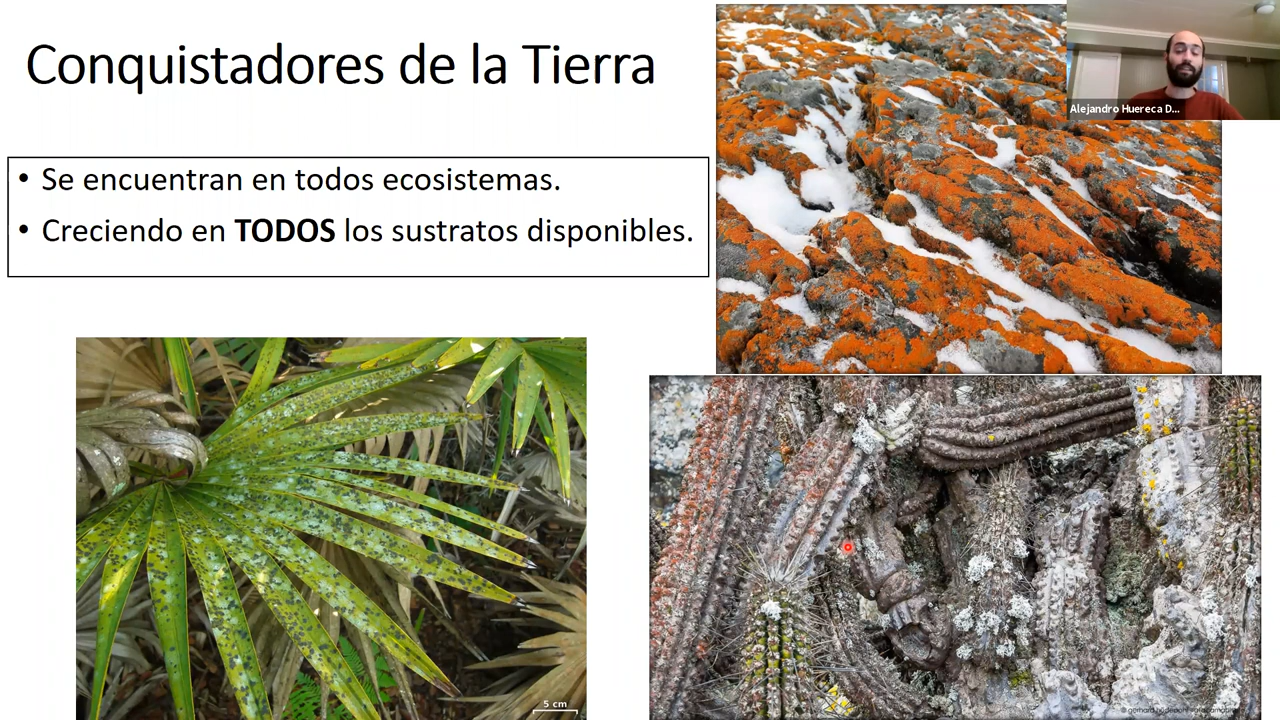 Conquistadores de la Tierra
Alejandro Huereca D...
• Se encuentran en todos ecosistemas.
• Creciendo en TODOS los sustratos disponibles.
5 cm